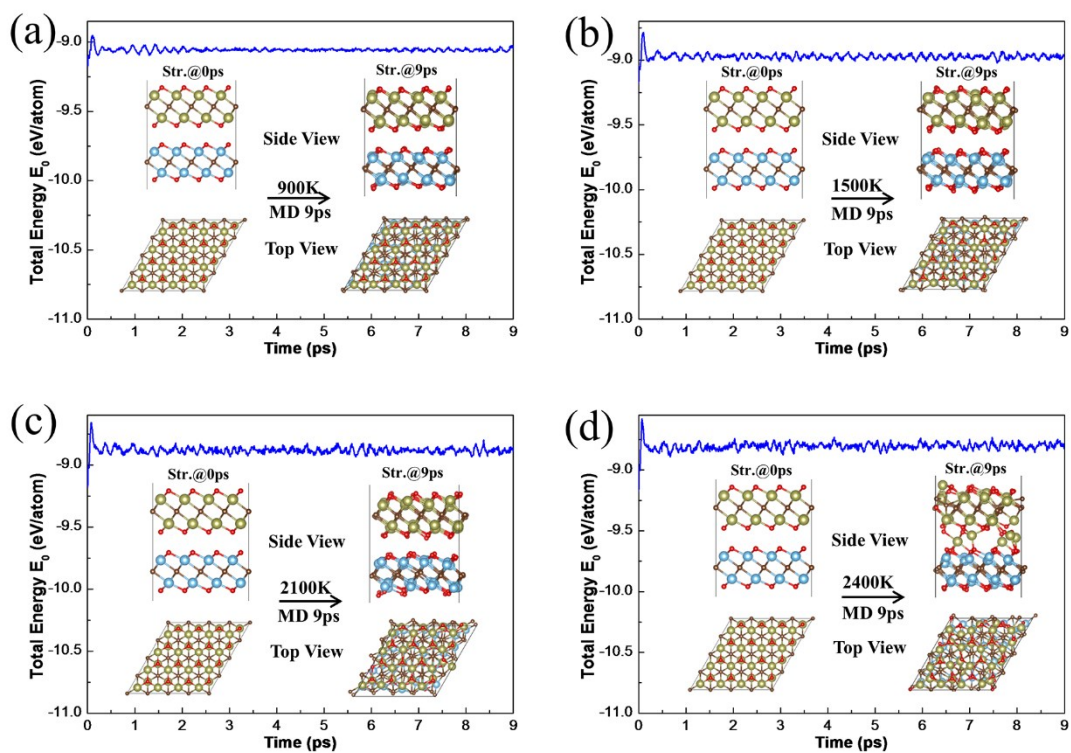 (a)
Total Energy E0 (eV/atom)
-9.0
-9.5
-10.0
-10.5
-11.0
Str.@0ps
Str.@9ps
Side View
900K
MD 9ps
Top View
0 1 2 3 4 5 6 7 8 9
Time (ps)
(b)
Total Energy E0 (eV/atom)
-9.0
-9.5
-10.0
-10.5
-11.0
Str.@0ps
Str.@9ps
Side View
1500K
MD 9ps
Top View
0 1 2 3 4 5 6 7 8 9
Time (ps)
(c)
Total Energy E0 (eV/atom)
-9.0
-9.5
-10.0
-10.5
-11.0
Str.@0ps
Str.@9ps
Side View
2100K
MD 9ps
Top View
0 1 2 3 4 5 6 7 8 9
Time (ps)
(d)
Total Energy E0 (eV/atom)
-9.0
-9.5
-10.0
-10.5
-11.0
Str.@0ps
Str.@9ps
Side View
2400K
MD 9ps
Top View
0 1 2 3 4 5 6 7 8 9
Time (ps)